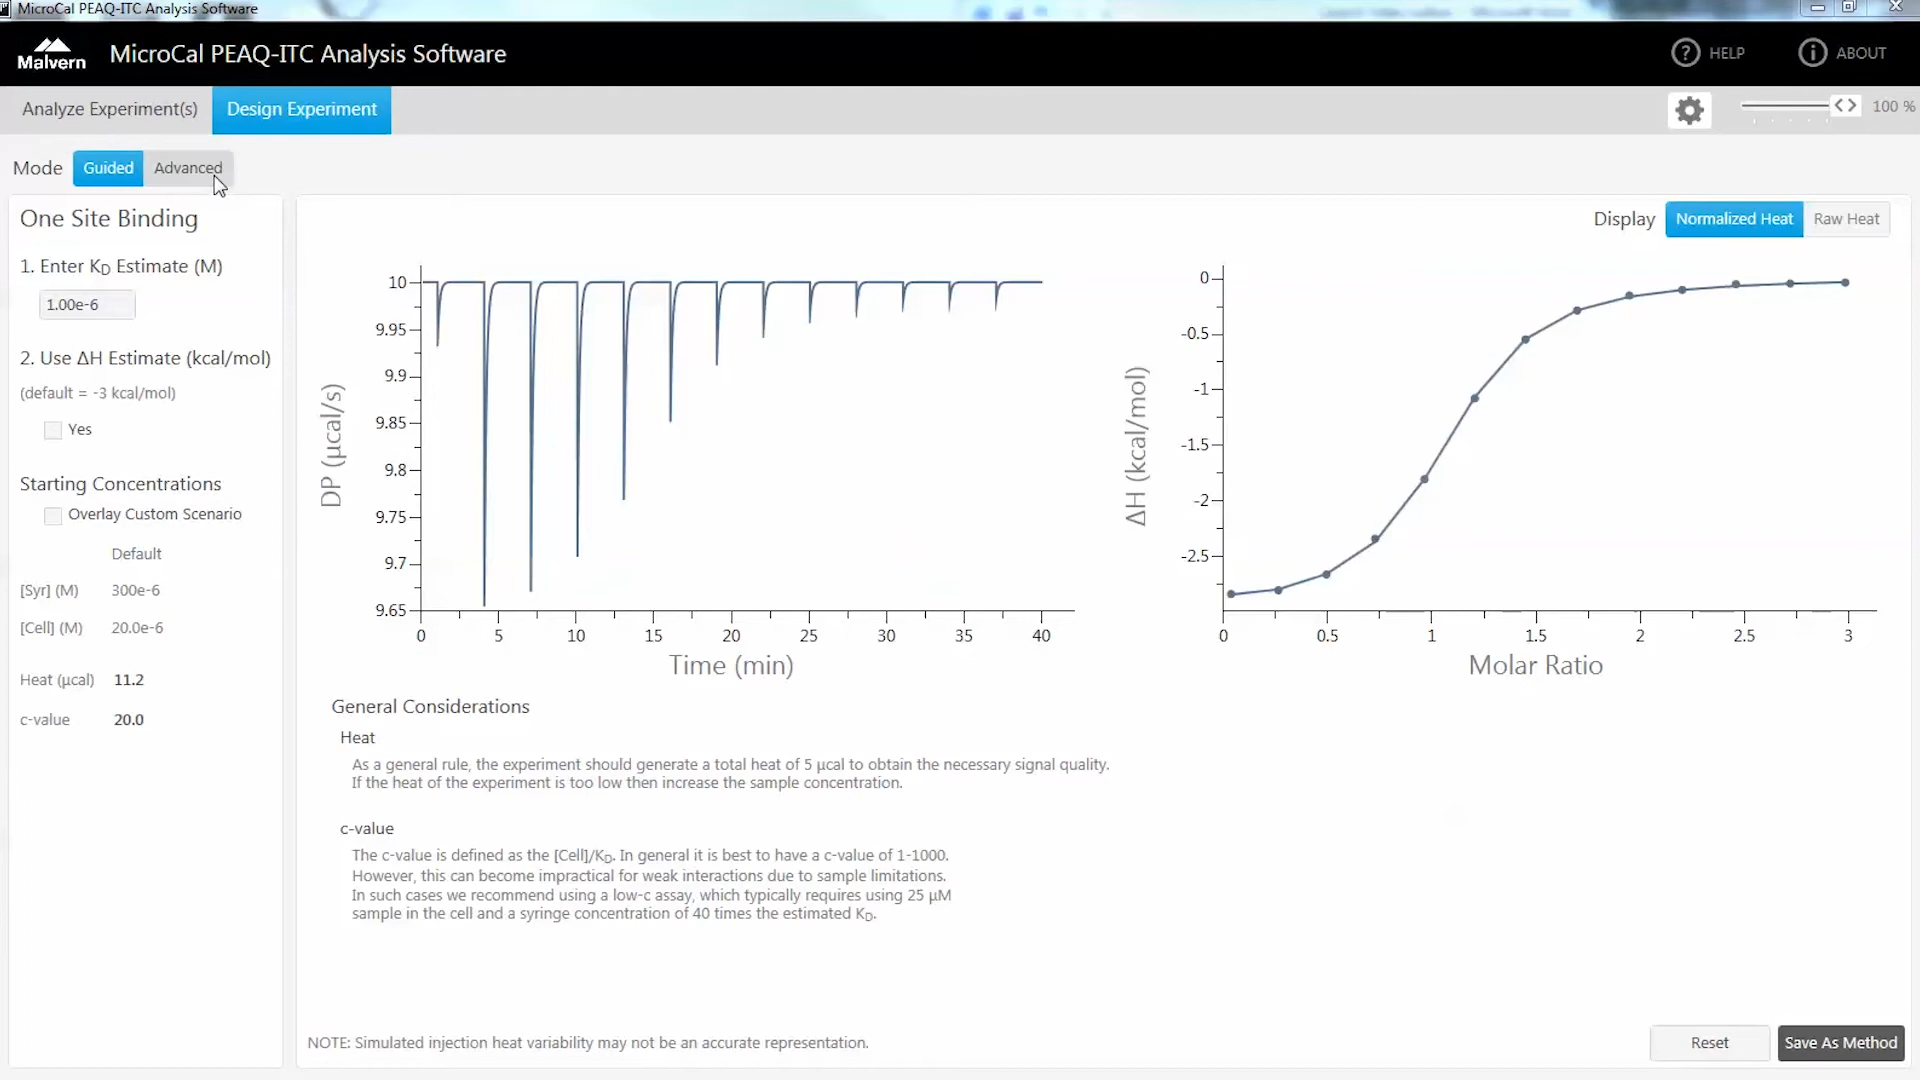 MicroCal PEAQ-ITC Analysis Software
Malvern
MicroCal PEAQ-ITC Analysis Software
? HELP
i ABOUT
Analyze Experiment(s)
Design Experiment
100 %
Mode
Guided
Advanced
One Site Binding
1. Enter KD Estimate (M)
1.00e-6
2. Use ΔH Estimate (kcal/mol)
(default = -3 kcal/mol)
Yes
Starting Concentrations
Overlay Custom Scenario
Default
[Syr] (M) 300e-6
[Cell] (M) 20.0e-6
Heat (µcal) 11.2
c-value 20.0
Display
Normalized Heat
Raw Heat
DP (µcal/s)
10
9.95
9.9
9.85
9.8
9.75
9.7
9.65
0 5 10 15 20 25 30 35 40
Time (min)
ΔH (kcal/mol)
0
-0.5
-1
-1.5
-2
-2.5
0 0.5 1 1.5 2 2.5 3
Molar Ratio
General Considerations
Heat
As a general rule, the experiment should generate a total heat of 5 µcal to obtain the necessary signal quality.
If the heat of the experiment is too low then increase the sample concentration.
c-value
The c-value is defined as the [Cell]/KD. In general it is best to have a c-value of 1-1000.
However, this can become impractical for weak interactions due to sample limitations.
In such cases we recommend using a low-c assay, which typically requires using 25 µM
sample in the cell and a syringe concentration of 40 times the estimated KD.
NOTE: Simulated injection heat variability may not be an accurate representation.
Reset
Save As Method